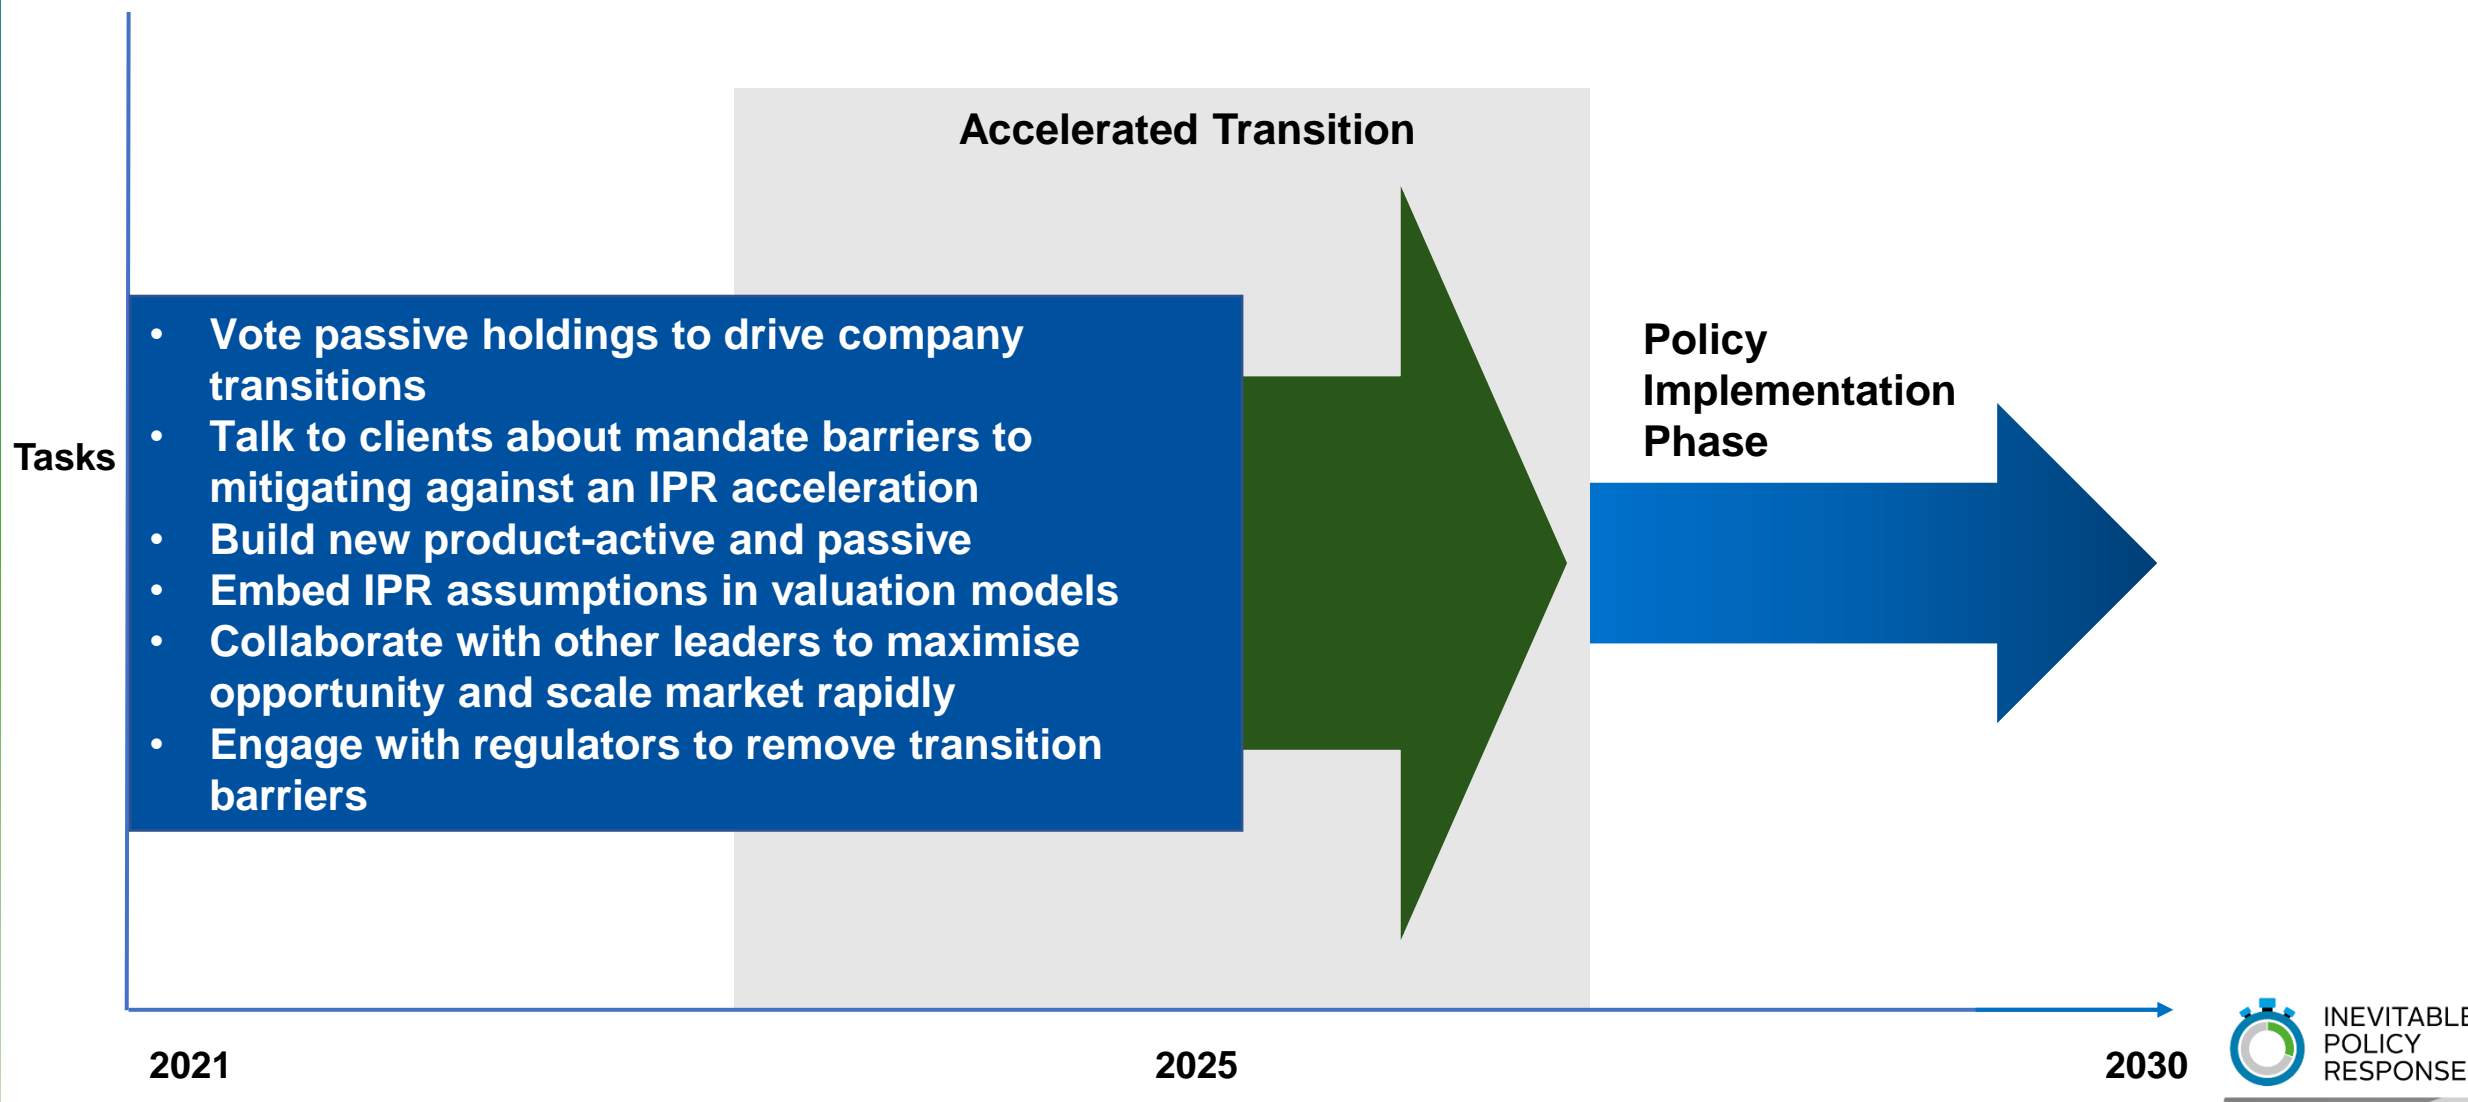 Accelerated Transition
• Vote passive holdings to drive company
transitions
• Talk to clients about mandate barriers to
mitigating against an IPR acceleration
• Build new product-active and passive
• Embed IPR assumptions in valuation models
• Collaborate with other leaders to maximise
opportunity and scale market rapidly
• Engage with regulators to remove transition
barriers
Tasks
Policy
Implementation
Phase
2021
2025
2030
INEVITABLE
POLICY
RESPONSE